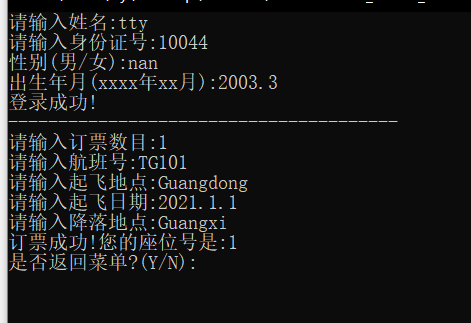 请输入姓名:tty
请输入身份证号:10044
性别(男/女):nan
出生年月(xxxx年xx月):2003.3
登录成功!
---------------------------------------
请输入订票数目:1
请输入航班号:TG101
请输入起飞地点:Guangdong
请输入起飞日期:2021.1.1
请输入降落地点:Guangxi
订票成功!您的座位号是:1
是否返回菜单?(Y/N):